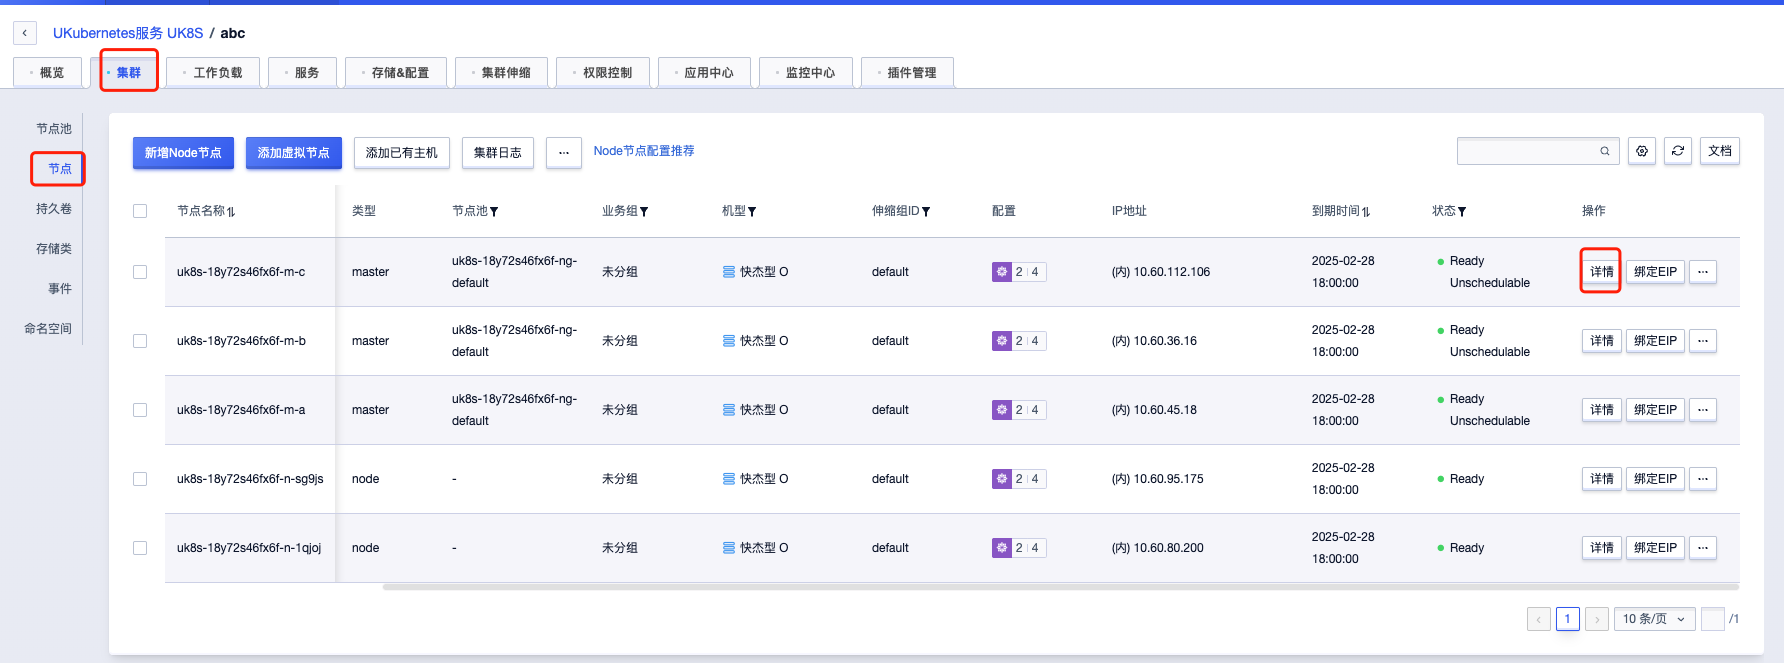 UKubernetes服务 UK8S / abc
概览 集群 工作负载 服务 存储&配置 集群伸缩 权限控制 应用中心 监控中心 插件管理
节点池
节点
持久卷
存储类
事件
命名空间
新增Node节点 添加虚拟节点 添加已有主机 集群日志 ... Node节点配置推荐 文档
节点名称 类型 节点池 业务组 机型 伸缩组ID 配置 IP地址 到期时间 状态 操作
uk8s-18y72s46fx6f-m-c master uk8s-18y72s46fx6f-ng- 未分组 快杰型 O default 2 4 (内) 10.60.112.106 2025-02-28 Ready 详情 绑定EIP ...
default 18:00:00 Unschedulable
uk8s-18y72s46fx6f-m-b master uk8s-18y72s46fx6f-ng- 未分组 快杰型 O default 2 4 (内) 10.60.36.16 2025-02-28 Ready 详情 绑定EIP ...
default 18:00:00 Unschedulable
uk8s-18y72s46fx6f-m-a master uk8s-18y72s46fx6f-ng- 未分组 快杰型 O default 2 4 (内) 10.60.45.18 2025-02-28 Ready 详情 绑定EIP ...
default 18:00:00 Unschedulable
uk8s-18y72s46fx6f-n-sg9js node - 未分组 快杰型 O default 2 4 (内) 10.60.95.175 2025-02-28 Ready 详情 绑定EIP ...
18:00:00
uk8s-18y72s46fx6f-n-1qjoj node - 未分组 快杰型 O default 2 4 (内) 10.60.80.200 2025-02-28 Ready 详情 绑定EIP ...
18:00:00
1 10 条/页 /1